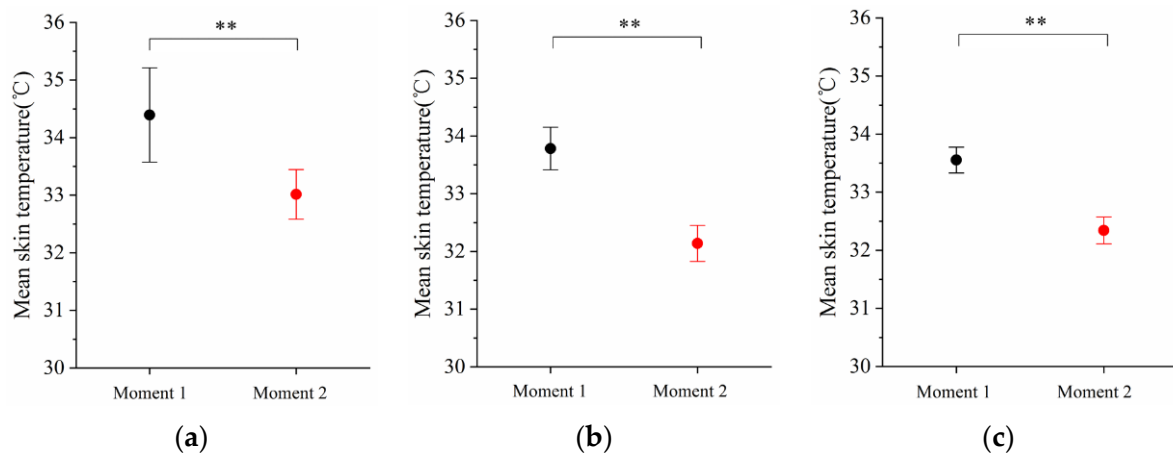 Mean skin temperature(℃)
36
35
34
33
32
31
30
**
Moment 1
Moment 2
(a)
Mean skin temperature(℃)
36
35
34
33
32
31
30
**
Moment 1
Moment 2
(b)
Mean skin temperature(℃)
36
35
34
33
32
31
30
**
Moment 1
Moment 2
(c)